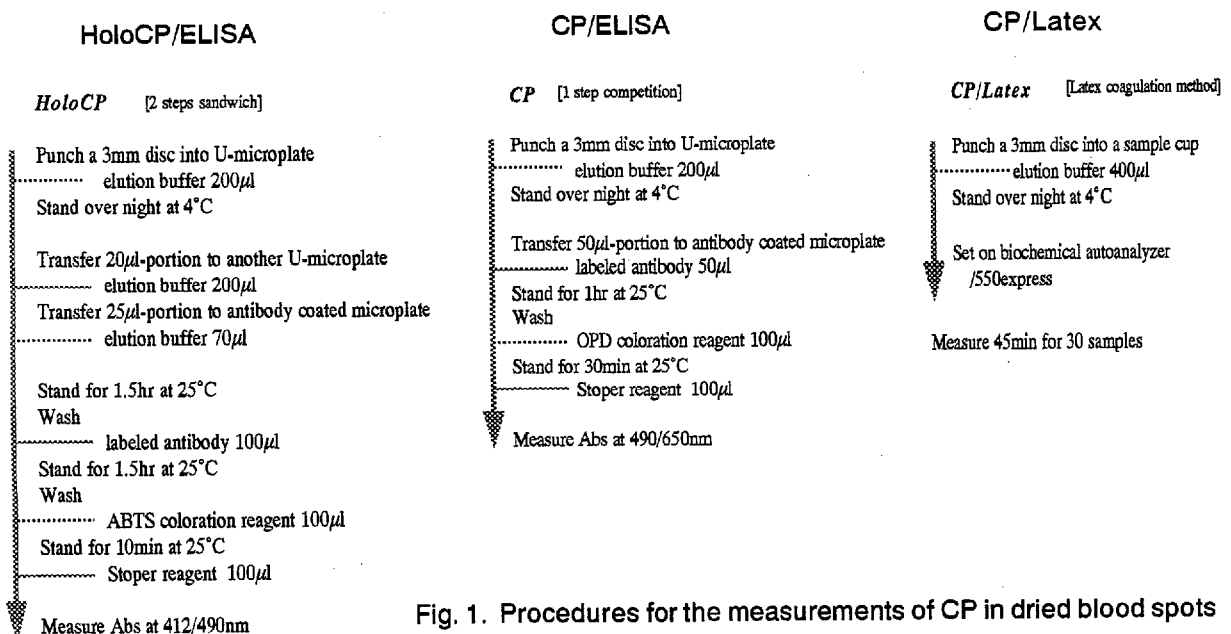 HoloCP/ELISA
HoloCP [2 steps sandwich]
Punch a 3mm disc into U-microplate
elution buffer 200µl
Stand over night at 4°C
Transfer 20µl-portion to another U-microplate
elution buffer 200µl
Transfer 25µl-portion to antibody coated microplate
elution buffer 70µl
Stand for 1.5hr at 25°C
Wash
labeled antibody 100µl
Stand for 1.5hr at 25°C
Wash
ABTS coloration reagent 100µl
Stand for 10min at 25°C
Stoper reagent 100µl
Measure Abs at 412/490nm
CP/ELISA
CP [1 step competition]
Punch a 3mm disc into U-microplate
elution buffer 200µl
Stand over night at 4°C
Transfer 50µl-portion to antibody coated microplate
labeled antibody 50µl
Stand for 1hr at 25°C
Wash
OPD coloration reagent 100µl
Stand for 30min at 25°C
Stoper reagent 100µl
Measure Abs at 490/650nm
CP/Latex
CP/Latex [Latex coagulation method]
Punch a 3mm disc into a sample cup
elution buffer 400µl
Stand over night at 4°C
Set on biochemical autoanalyzer
/550express
Measure 45min for 30 samples
Fig. 1. Procedures for the measurements of CP in dried blood spots